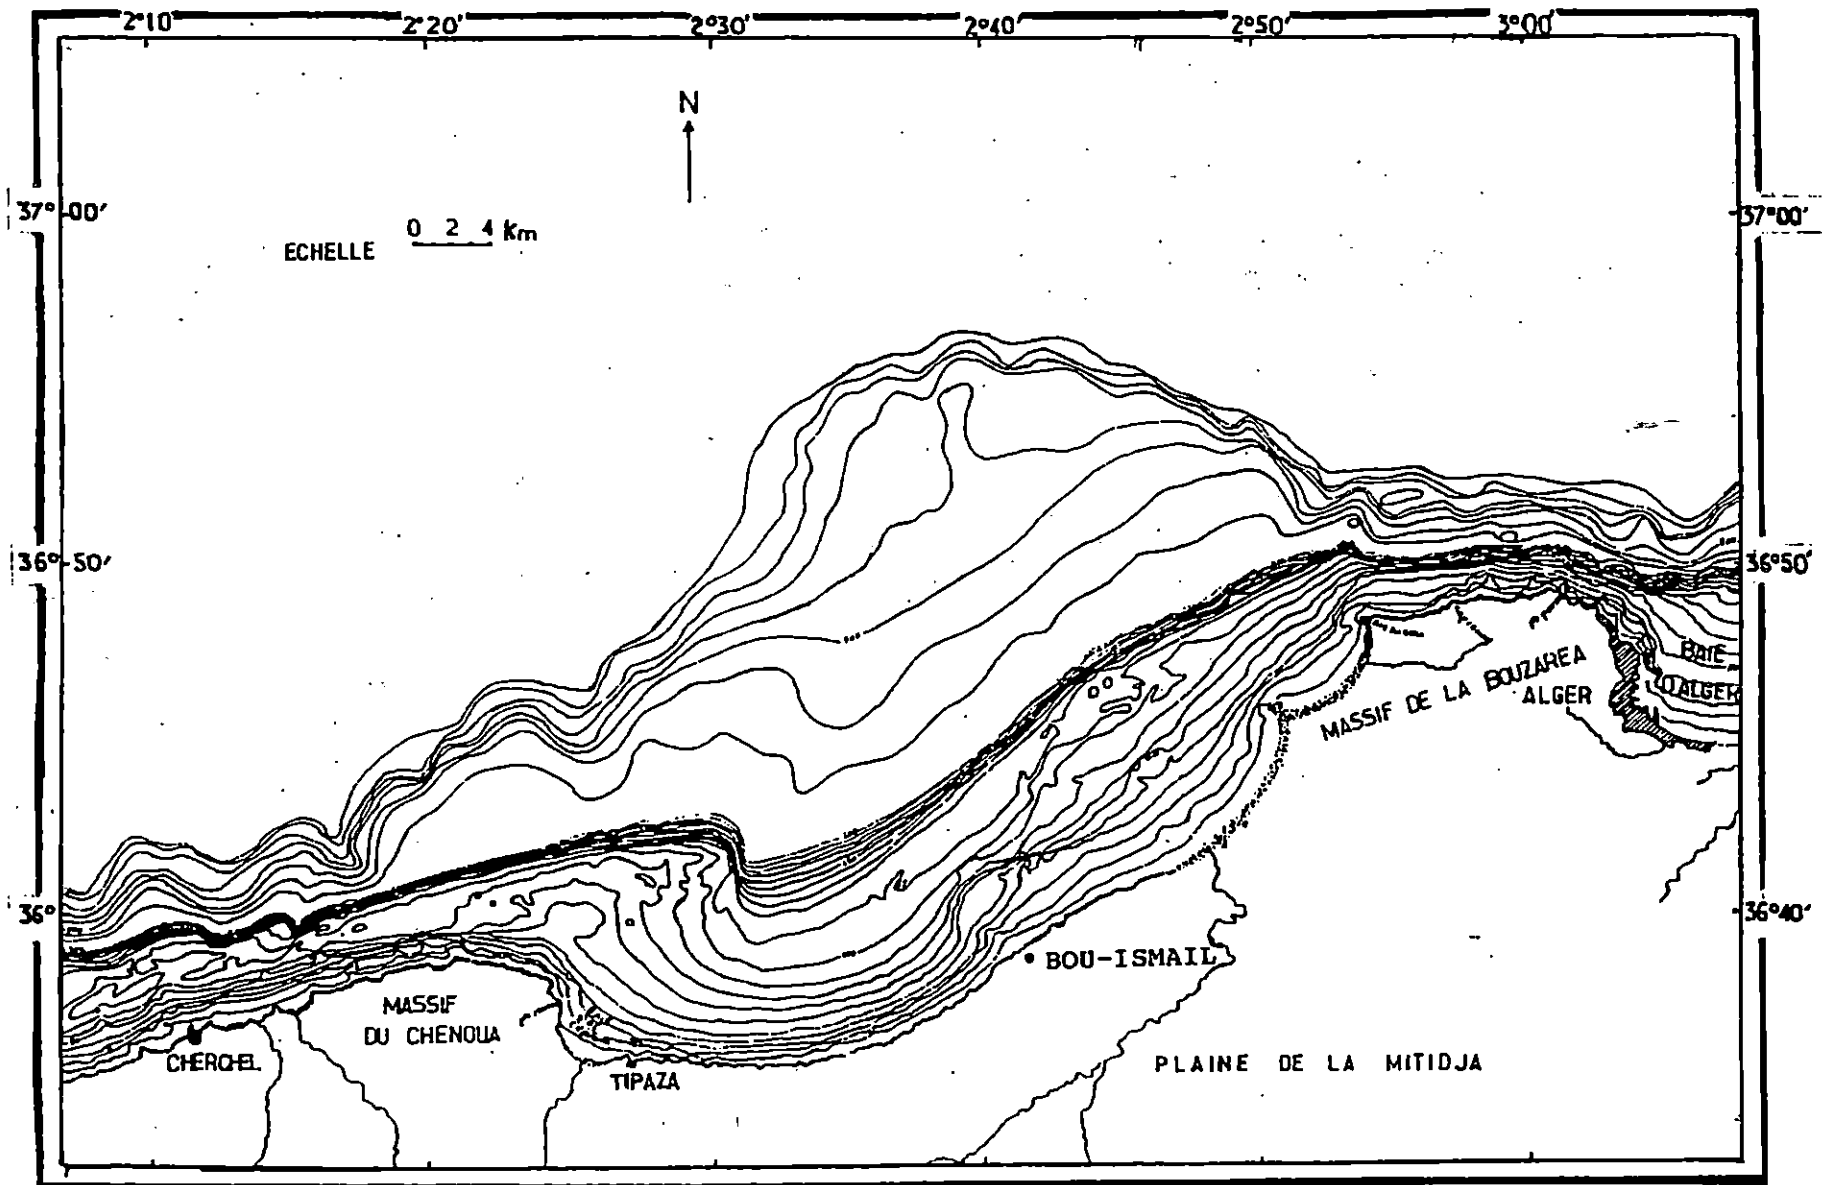 2°10' 2°20' 2°30' 2°40' 2°50' 3°00'
N
37°00' 37°00'
ECHELLE 0 2 4 Km
36°50' 36°50'
BAIE
D'ALGER
MASSIF DE LA BOUZAREA
ALGER
36° 36°40'
BOU-ISMAIL
MASSIF
DU CHENOUA
CHERCHEL
TIPAZA
PLAINE DE LA MITIDJA